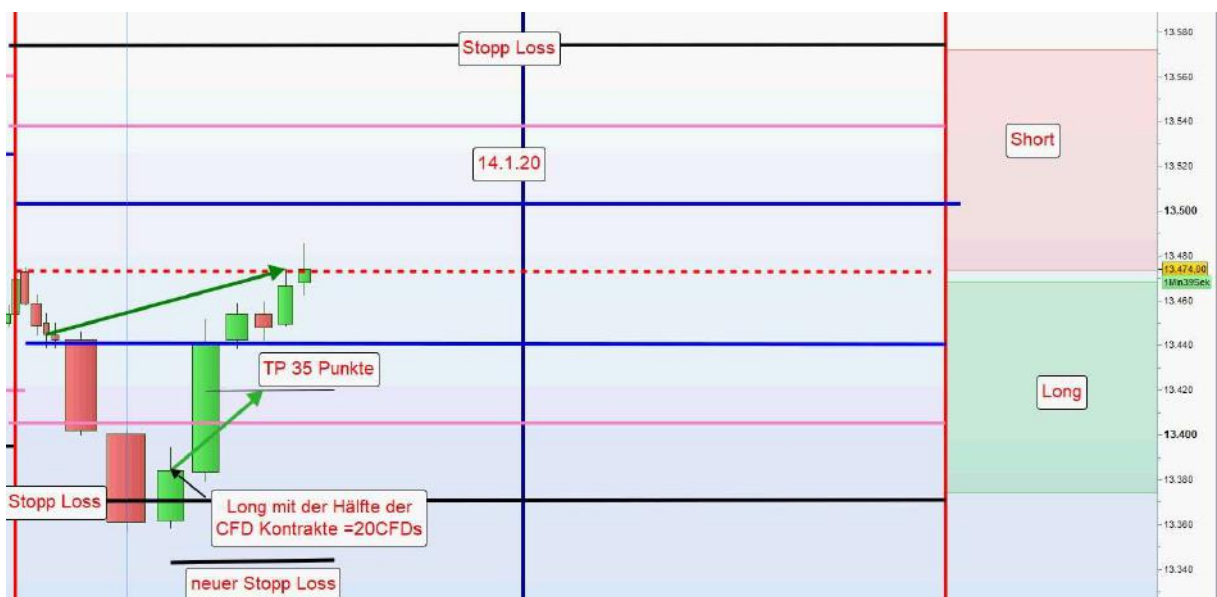 Stopp Loss
14.1.20
Short
TP 35 Punkte
Long
Stopp Loss
Long mit der Hälfte der
CFD Kontrakte =20CFDs
neuer Stopp Loss
13.580
13.560
13.540
13.520
13.500
13.480
13.474,00
1Min39Sek
13.460
13.440
13.420
13.400
13.380
13.360
13.340